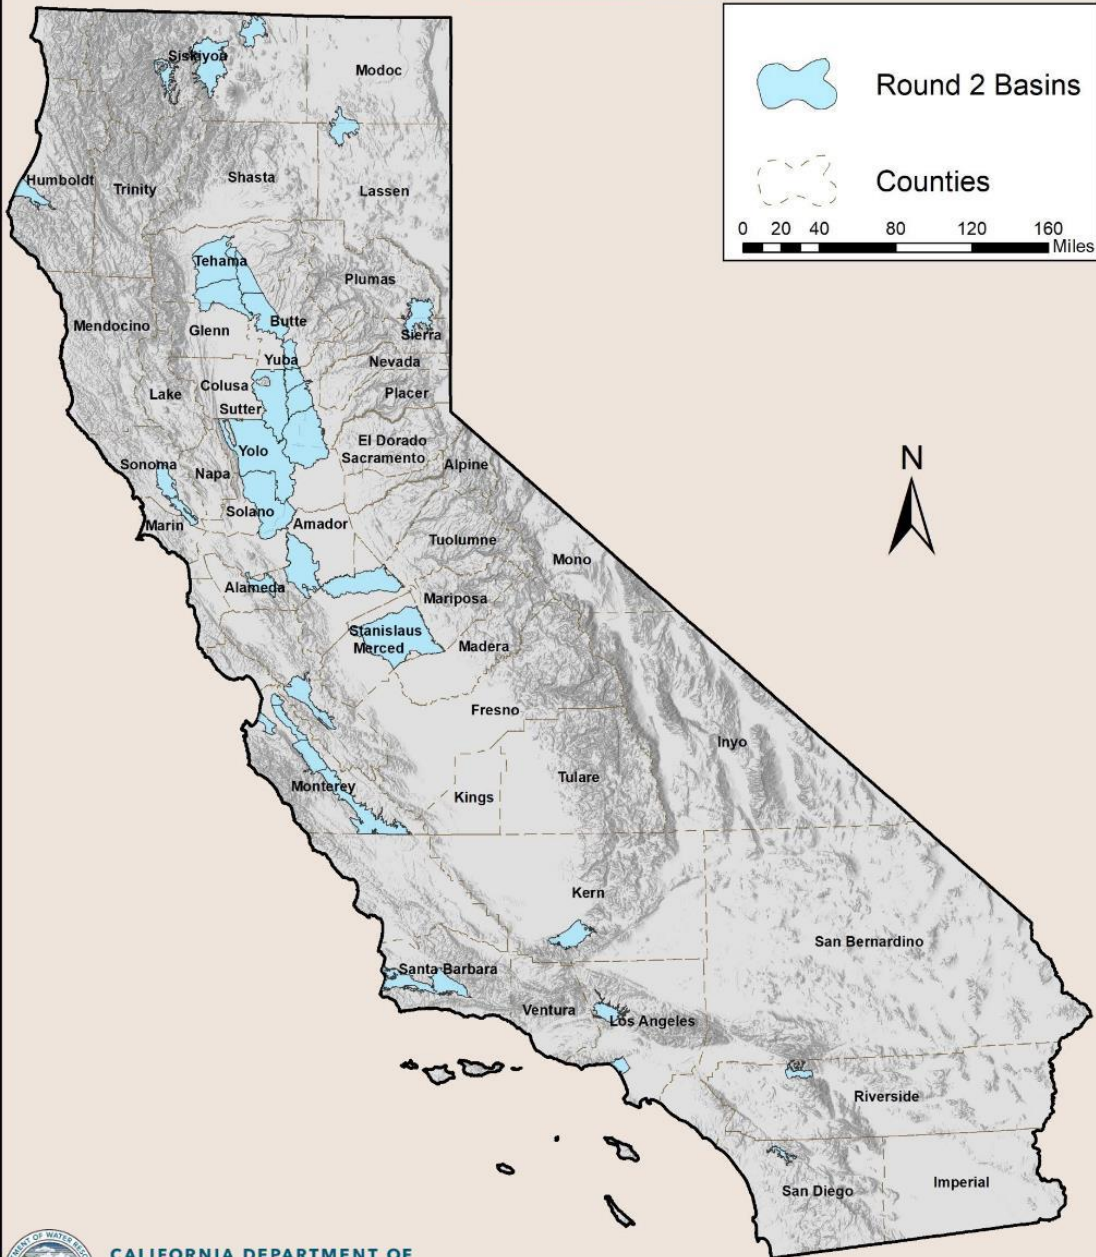 Round 2 Basins
Counties
0 20 40 80 120 160
Miles
N
Siskiyou
Modoc
Humboldt
Trinity
Shasta
Lassen
Tehama
Plumas
Mendocino
Glenn
Butte
Sierra
Yuba
Nevada
Lake
Colusa
Placer
Sutter
El Dorado
Sacramento
Yolo
Sonoma
Napa
Alpine
Solano
Amador
Marin
Tuolumne
Mono
Alameda
Mariposa
Stanislaus
Merced
Madera
Fresno
Inyo
Tulare
Monterey
Kings
Kern
San Bernardino
Santa Barbara
Ventura
Los Angeles
Riverside
San Diego
Imperial
CALIFORNIA DEPARTMENT OF